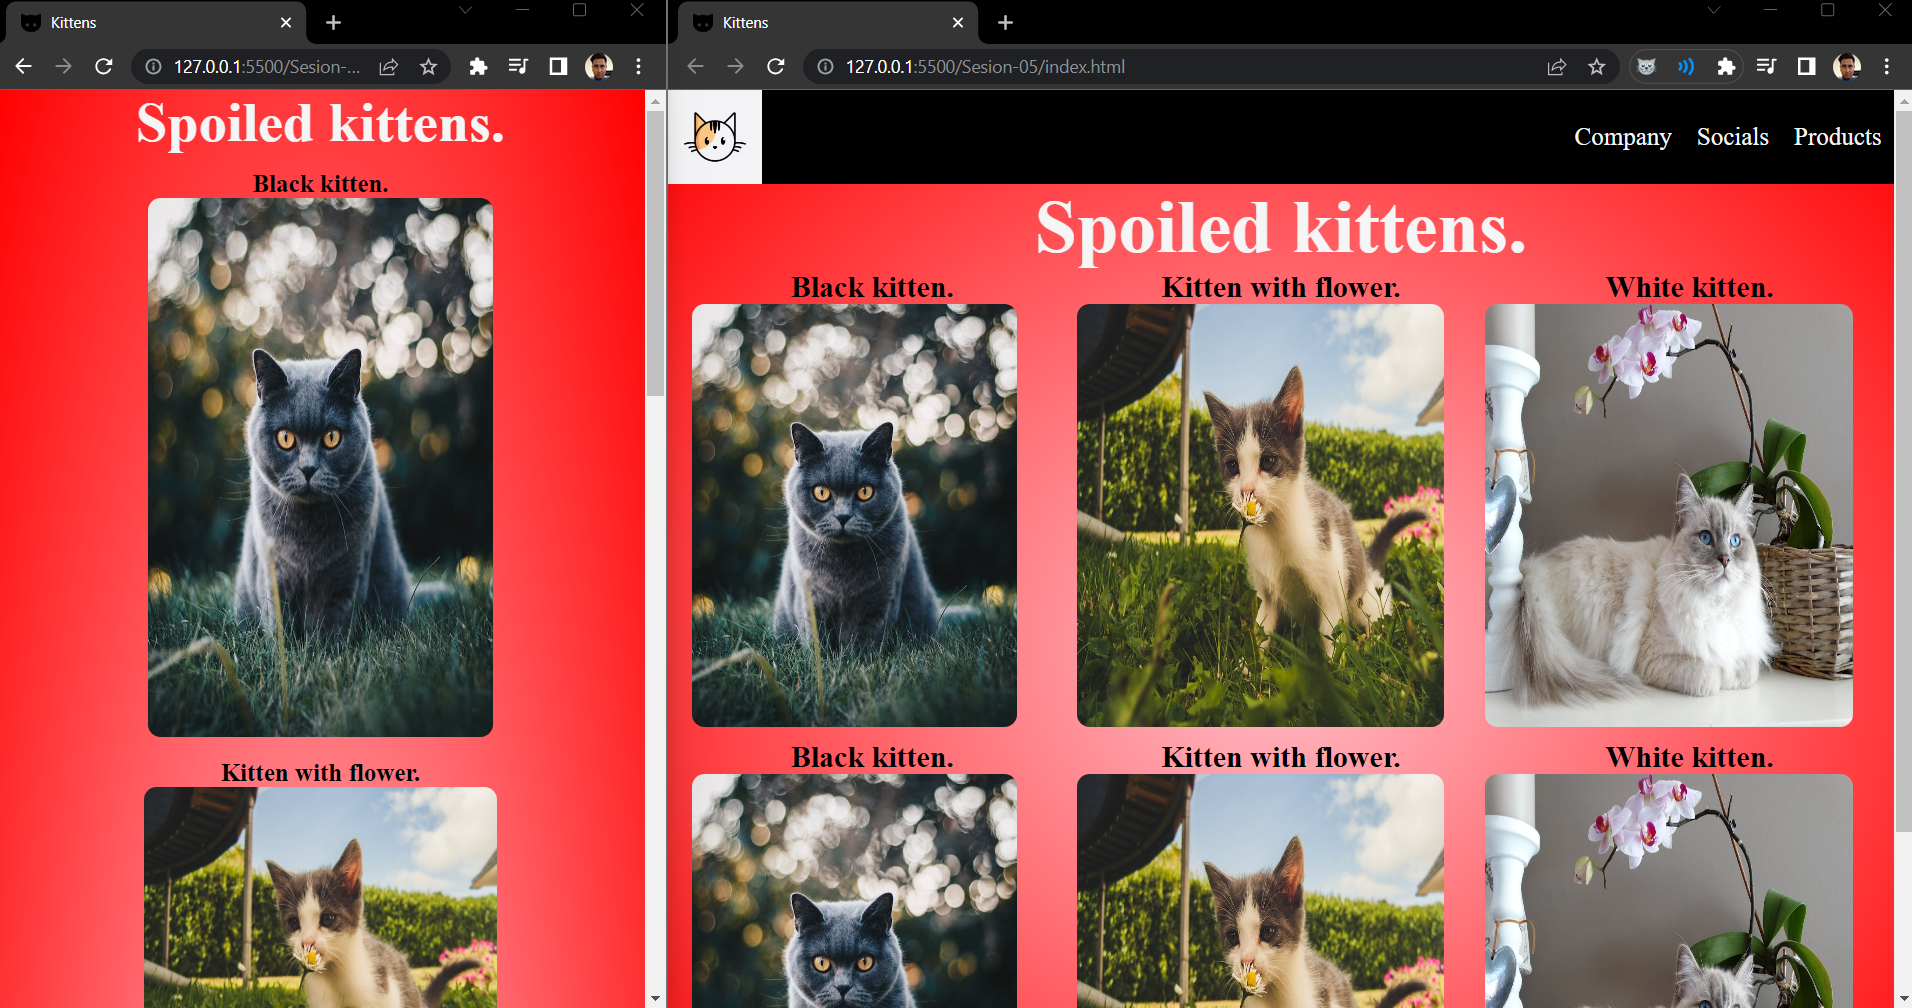 Kittens
127.0.0.1:5500/Sesion-...
Spoiled kittens.
Black kitten.
Kitten with flower.
Kittens
127.0.0.1:5500/Sesion-05/index.html
Company Socials Products
Spoiled kittens.
Black kitten. Kitten with flower. White kitten.
Black kitten. Kitten with flower. White kitten.